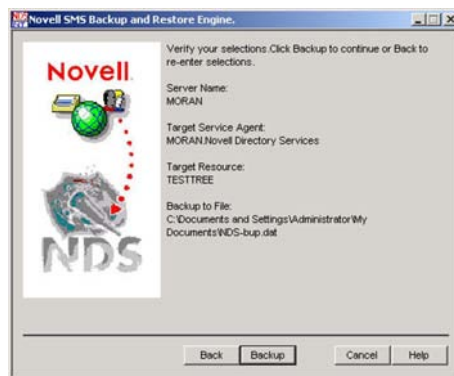 Novell SMS Backup and Restore Engine.
Novell
NDS
Verify your selections.Click Backup to continue or Back to
re-enter selections.
Server Name:
MORAN
Target Service Agent:
MORAN.Novell Directory Services
Target Resource:
TESTTREE
Backup to File:
C:\Documents and Settings\Administrator\My
Documents\NDS-bup.dat
Back
Backup
Cancel
Help